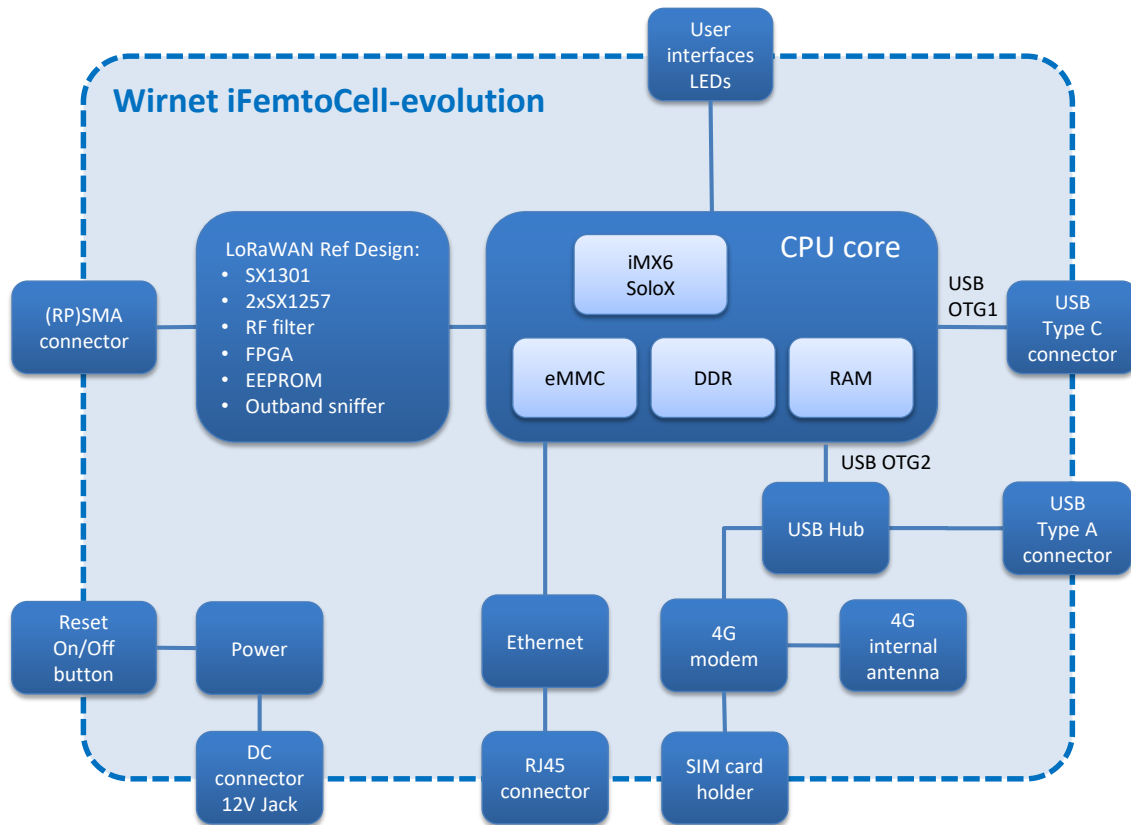 User
interfaces
LEDs
Wirnet iFemtoCell-evolution
LoRaWAN Ref Design:
• SX1301
• 2xSX1257
• RF filter
• FPGA
• EEPROM
• Outband sniffer
CPU core
iMX6
SoloX
eMMC
DDR
RAM
(RP)SMA
connector
USB
OTG1
USB
Type C
connector
USB OTG2
USB Hub
USB
Type A
connector
Reset
On/Off
button
Power
Ethernet
4G
modem
4G
internal
antenna
DC
connector
12V Jack
RJ45
connector
SIM card
holder